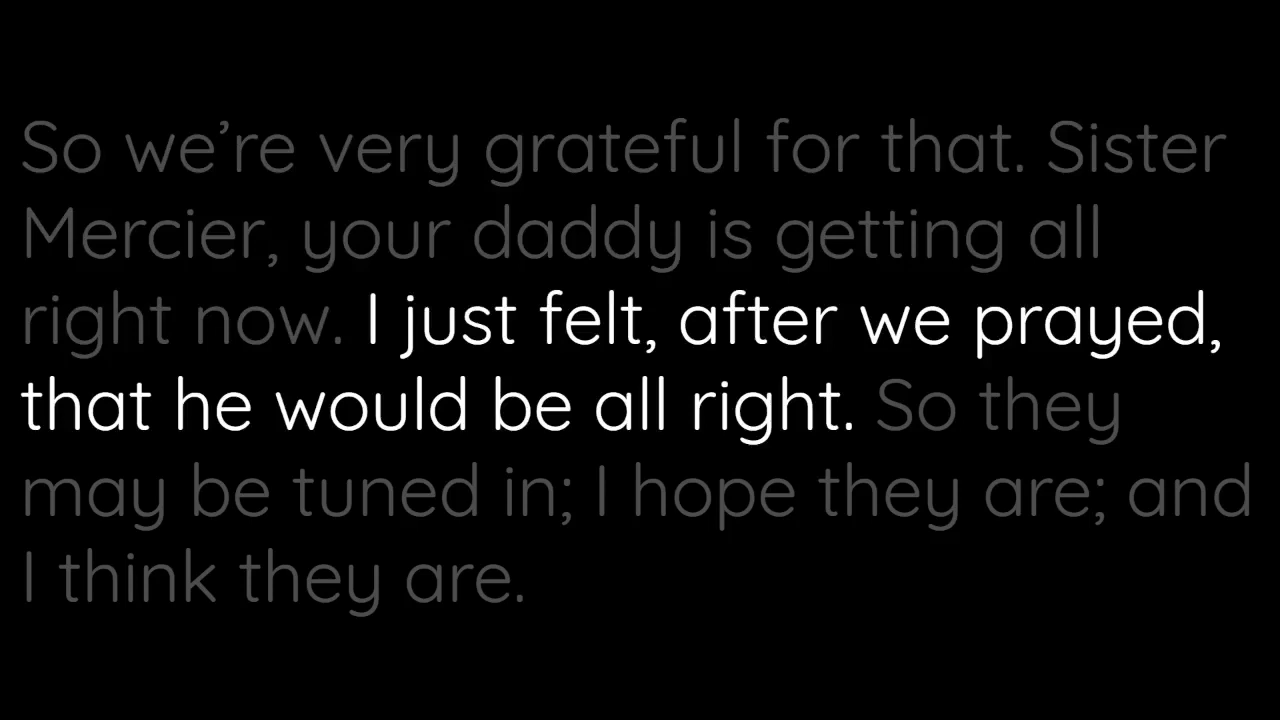 So we’re very grateful for that. Sister
Mercier, your daddy is getting all
right now. I just felt, after we prayed,
that he would be all right. So they
may be tuned in; I hope they are; and
I think they are.